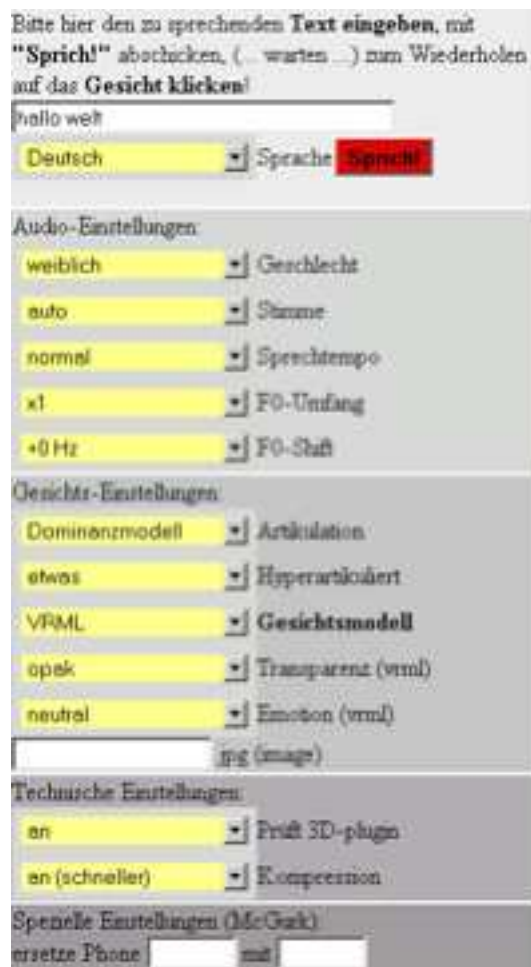 Bitte hier den zu sprechenden Text eingeben, mit
"Sprich!" abschicken, (... warten ...) zum Wiederholen
auf das Gesicht klicken!
hallo welt
Deutsch Sprache Sprich!
Audio-Einstellungen:
weiblich Geschlecht
auto Stimme
normal Sprechtempo
x1 F0-Umfang
+0 Hz F0-Shift
Gesichts-Einstellungen:
Dominanzmodell Artikulation
etwas Hyperartikuliert
VRML Gesichtsmodell
opak Transparenz (vrml)
neutral Emotion (vrml)
jpg (image)
Technische Einstellungen:
an Prüft 3D-plugin
an (schneller) Kompression
Spezielle Einstellungen (McGurk):
ersetze Phone mit